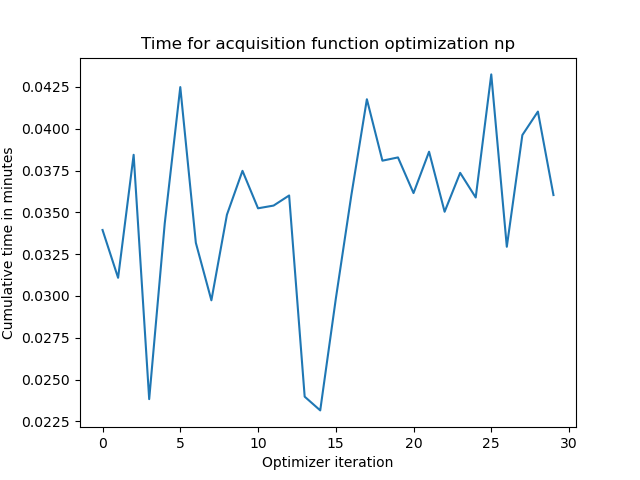 Time for acquisition function optimization np
Cumulative time in minutes
0.0425
0.0400
0.0375
0.0350
0.0325
0.0300
0.0275
0.0250
0.0225
0 5 10 15 20 25 30
Optimizer iteration